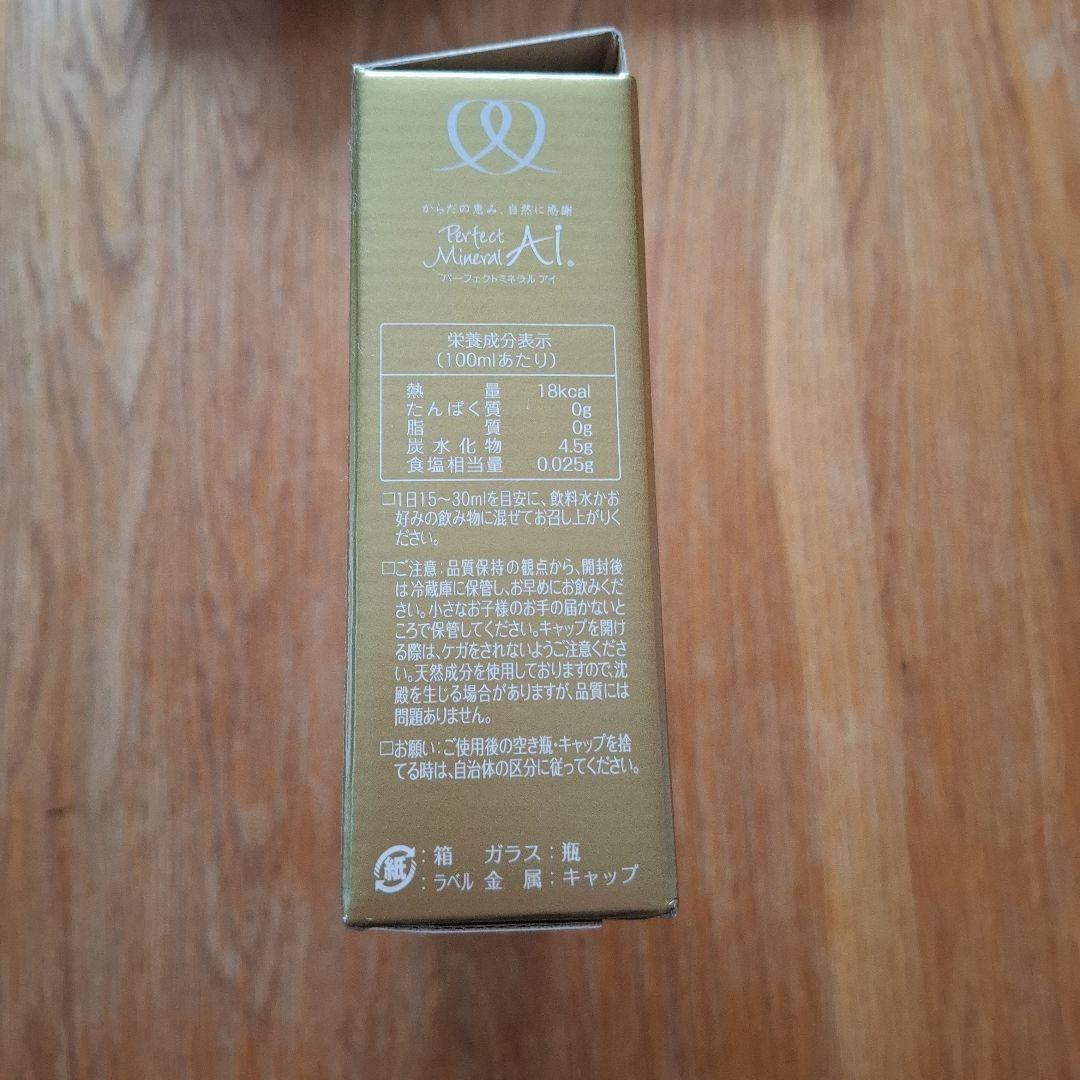 からだの恵み、自然に感謝
Perfect
Mineral Ai.
パーフェクトミネラル アイ
栄養成分表示
(100mlあたり)
熱量 18kcal
たんぱく質 0g
脂質 0g
炭水化物 4.5g
食塩相当量 0.025g
□1日15〜30mlを目安に、飲料水かお
好みの飲み物に混ぜてお召し上がりく
ださい。
□ご注意：品質保持の観点から、開封後
は冷蔵庫に保管し、お早めにお飲みくだ
さい。小さなお子様のお手の届かないと
ころで保管してください。キャップを開け
る際は、ケガをされないようご注意くださ
い。天然成分を使用しておりますので、沈
殿を生じる場合がありますが、品質には
問題ありません。
□お願い：ご使用後の空き瓶・キャップを捨
てる時は、自治体の区分に従ってください。
紙：箱 ガラス：瓶
：ラベル 金属：キャップ